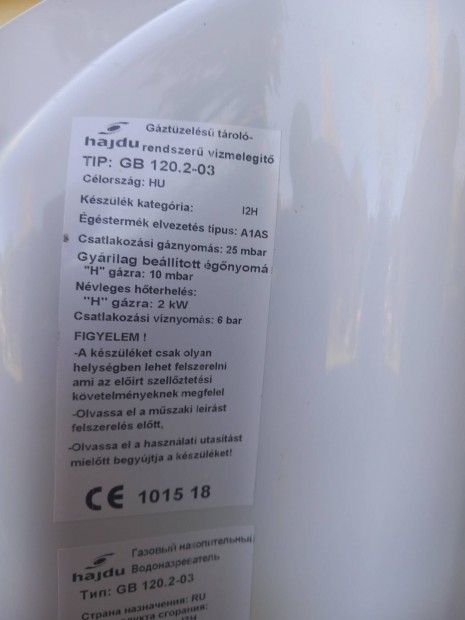 Gáztüzelésű tároló-
hajdu rendszerű vízmelegítő
TIP: GB 120.2-03
Célország: HU
Készülék kategória: I2H
Égéstermék elvezetés típus: A1AS
Csatlakozási gáznyomás: 25 mbar
Gyárilag beállított égőnyomá
"H" gázra: 10 mbar
Névleges hőterhelés:
"H" gázra: 2 kW
Csatlakozási víznyomás: 6 bar
FIGYELEM !
-A készüléket csak olyan
helységben lehet felszerelni
ami az előírt szellőztetési
követelményeknek megfelel
-Olvassa el a műszaki leírást
felszerelés előtt,
-Olvassa el a használati utasítást
mielőtt begyújtja a készüléket!
CE 1015 18
Газовый накопительный
hajdu Водонагреватель
Тип: GB 120.2-03
Страна назначения: RU
сгорания: